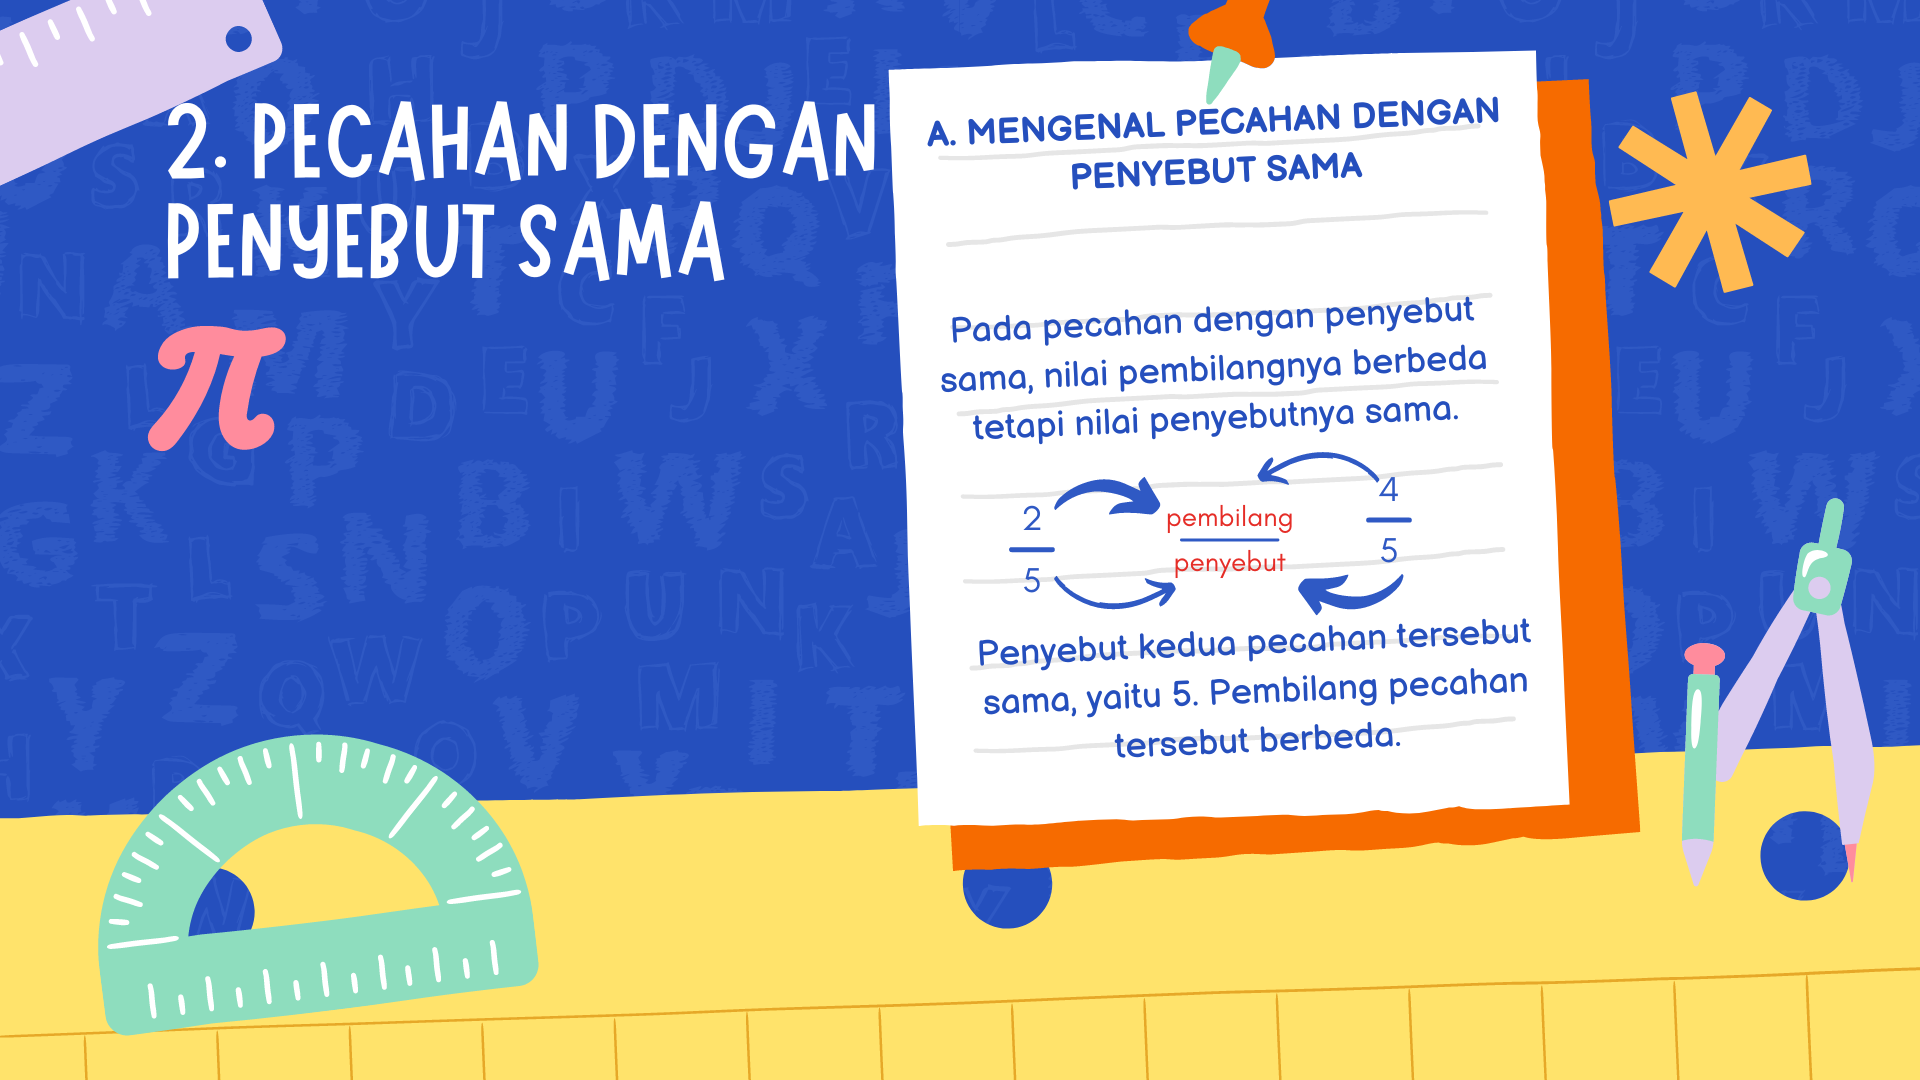 2. PECAHAN DENGAN
PENYEBUT SAMA
π
A. MENGENAL PECAHAN DENGAN
PENYEBUT SAMA
Pada pecahan dengan penyebut
sama, nilai pembilangnya berbeda
tetapi nilai penyebutnya sama.
2
5
pembilang
penyebut
4
5
Penyebut kedua pecahan tersebut
sama, yaitu 5. Pembilang pecahan
tersebut berbeda.